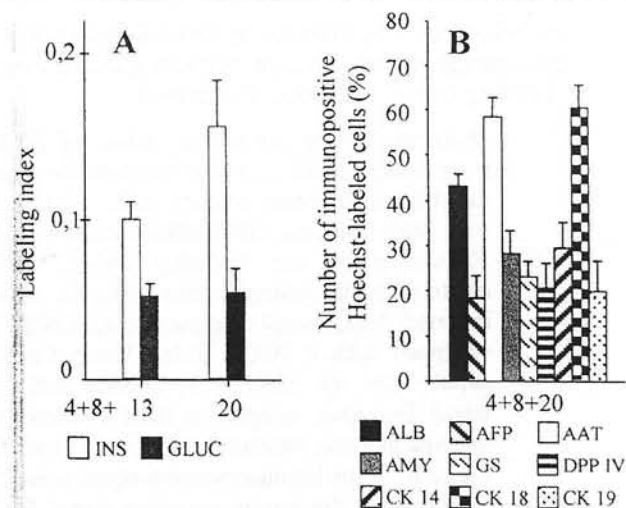 A
B
0,2
0,1
0
Labeling index
4+8+ 13 20
INS GLUC
Number of immunopositive
Hoechst-labeled cells (%)
80
70
60
50
40
30
20
10
0
4+8+20
ALB AFP AAT
AMY GS DPP IV
CK 14 CK 18 CK 19